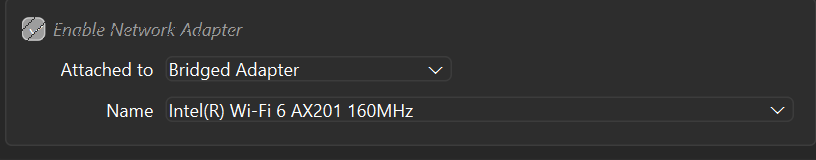 Enable Network Adapter
Attached to Bridged Adapter
Name Intel(R) Wi-Fi 6 AX201 160MHz